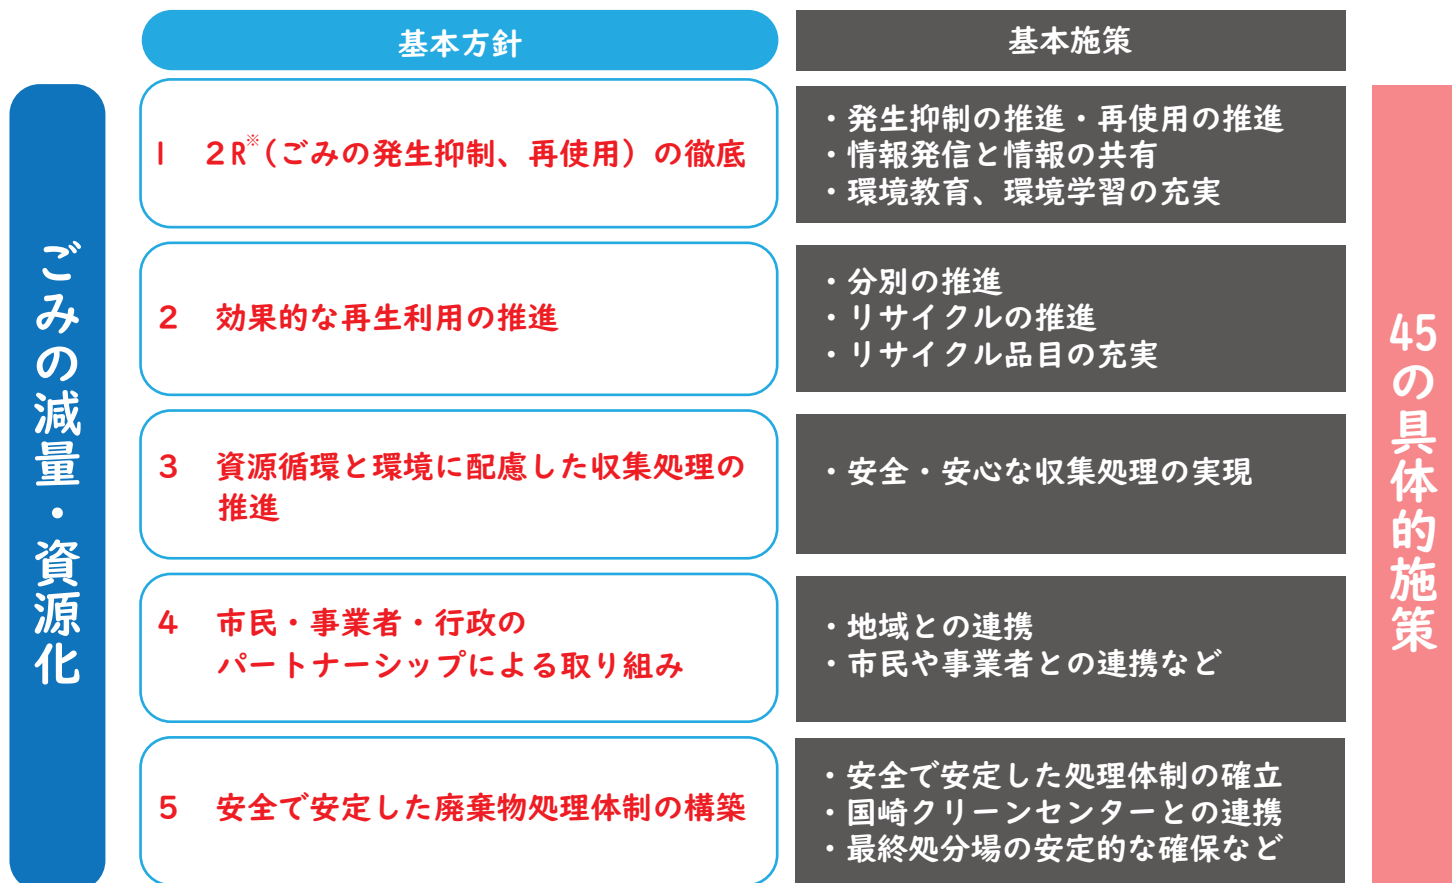 基本方針
基本施策
ごみの減量・資源化
1 2R※(ごみの発生抑制、再使用)の徹底
・発生抑制の推進・再使用の推進
・情報発信と情報の共有
・環境教育、環境学習の充実
2 効果的な再生利用の推進
・分別の推進
・リサイクルの推進
・リサイクル品目の充実
3 資源循環と環境に配慮した収集処理の
推進
・安全・安心な収集処理の実現
4 市民・事業者・行政の
パートナーシップによる取り組み
・地域との連携
・市民や事業者との連携など
5 安全で安定した廃棄物処理体制の構築
・安全で安定した処理体制の確立
・国崎クリーンセンターとの連携
・最終処分場の安定的な確保など
45の具体的施策